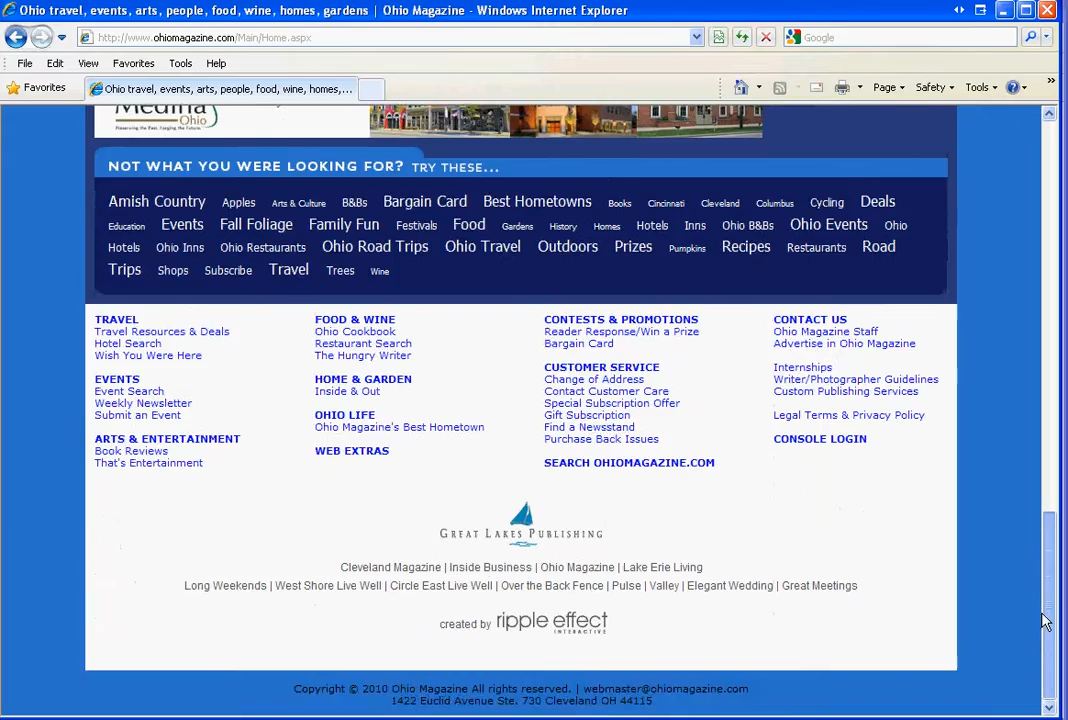 Ohio travel, events, arts, people, food, wine, homes, gardens | Ohio Magazine - Windows Internet Explorer
http://www.ohiomagazine.com/Main/Home.aspx
Google
File Edit View Favorites Tools Help
Favorites
Ohio travel, events, arts, people, food, wine, homes,...
Page Safety Tools
Medina
Ohio
Preserving the Past. Forging the Future.
NOT WHAT YOU WERE LOOKING FOR? TRY THESE...
Amish Country Apples Arts & Culture B&Bs Bargain Card Best Hometowns Books Cincinnati Cleveland Columbus Cycling Deals
Education Events Fall Foliage Family Fun Festivals Food Gardens History Homes Hotels Inns Ohio B&Bs Ohio Events Ohio
Hotels Ohio Inns Ohio Restaurants Ohio Road Trips Ohio Travel Outdoors Prizes Pumpkins Recipes Restaurants Road
Trips Shops Subscribe Travel Trees Wine
TRAVEL
Travel Resources & Deals
Hotel Search
Wish You Were Here
EVENTS
Event Search
Weekly Newsletter
Submit an Event
ARTS & ENTERTAINMENT
Book Reviews
That's Entertainment
FOOD & WINE
Ohio Cookbook
Restaurant Search
The Hungry Writer
HOME & GARDEN
Inside & Out
OHIO LIFE
Ohio Magazine's Best Hometown
WEB EXTRAS
CONTESTS & PROMOTIONS
Reader Response/Win a Prize
Bargain Card
CUSTOMER SERVICE
Change of Address
Contact Customer Care
Special Subscription Offer
Gift Subscription
Find a Newsstand
Purchase Back Issues
SEARCH OHIOMAGAZINE.COM
CONTACT US
Ohio Magazine Staff
Advertise in Ohio Magazine
Internships
Writer/Photographer Guidelines
Custom Publishing Services
Legal Terms & Privacy Policy
CONSOLE LOGIN
GREAT LAKES PUBLISHING
Cleveland Magazine | Inside Business | Ohio Magazine | Lake Erie Living
Long Weekends | West Shore Live Well | Circle East Live Well | Over the Back Fence | Pulse | Valley | Elegant Wedding | Great Meetings
created by ripple effect
INTERACTIVE
Copyright © 2010 Ohio Magazine All rights reserved. | webmaster@ohiomagazine.com
1422 Euclid Avenue Ste. 730 Cleveland OH 44115